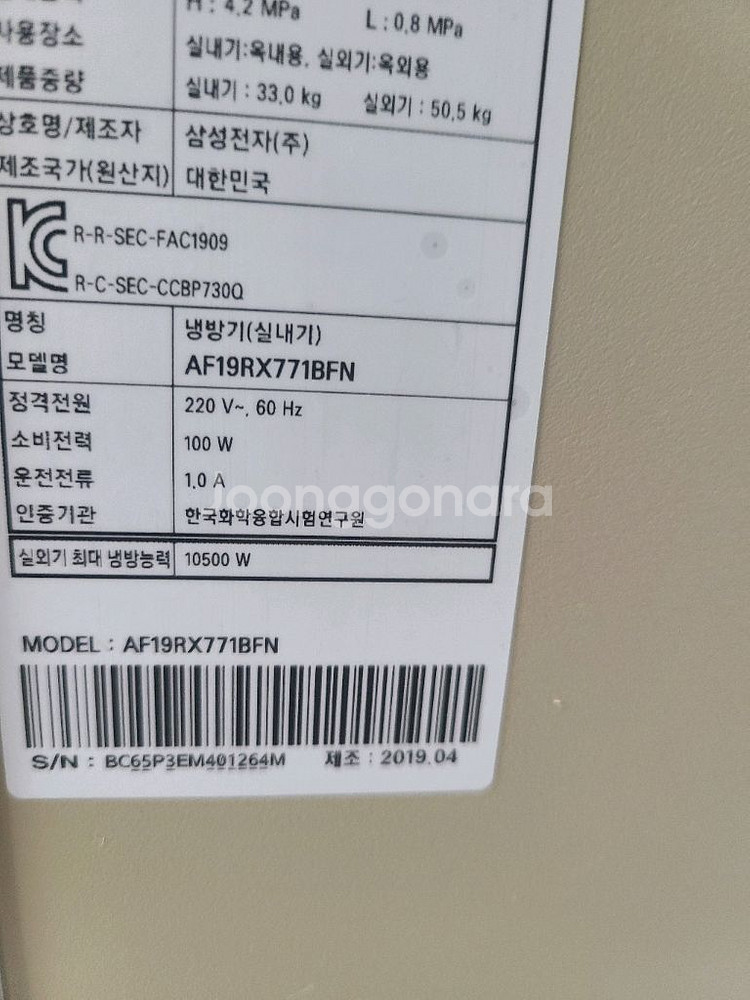 H : 4.2 MPa L : 0.8 MPa
사용장소 실내기:옥내용, 실외기:옥외용
제품중량 실내기 : 33.0 kg 실외기 : 50.5 kg
상호명/제조자 삼성전자(주)
제조국가(원산지) 대한민국
R-R-SEC-FAC1909
R-C-SEC-CCBP730Q
명칭 냉방기(실내기)
모델명 AF19RX771BFN
정격전원 220 V~, 60 Hz
소비전력 100 W
운전전류 1.0 A
joonggonara
인증기관 한국화학융합시험연구원
실외기 최대 냉방능력 10500 W
MODEL : AF19RX771BFN
S/N : BC65P3EM401264M 제조 : 2019.04